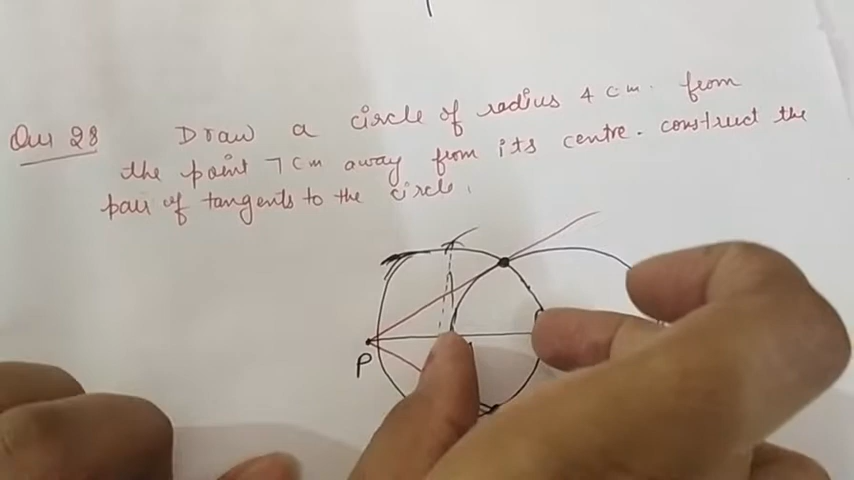 Que 28 Draw a circle of radius 4 cm. from
the point 7 cm away from its centre. construct the
pair of tangents to the circle.
P